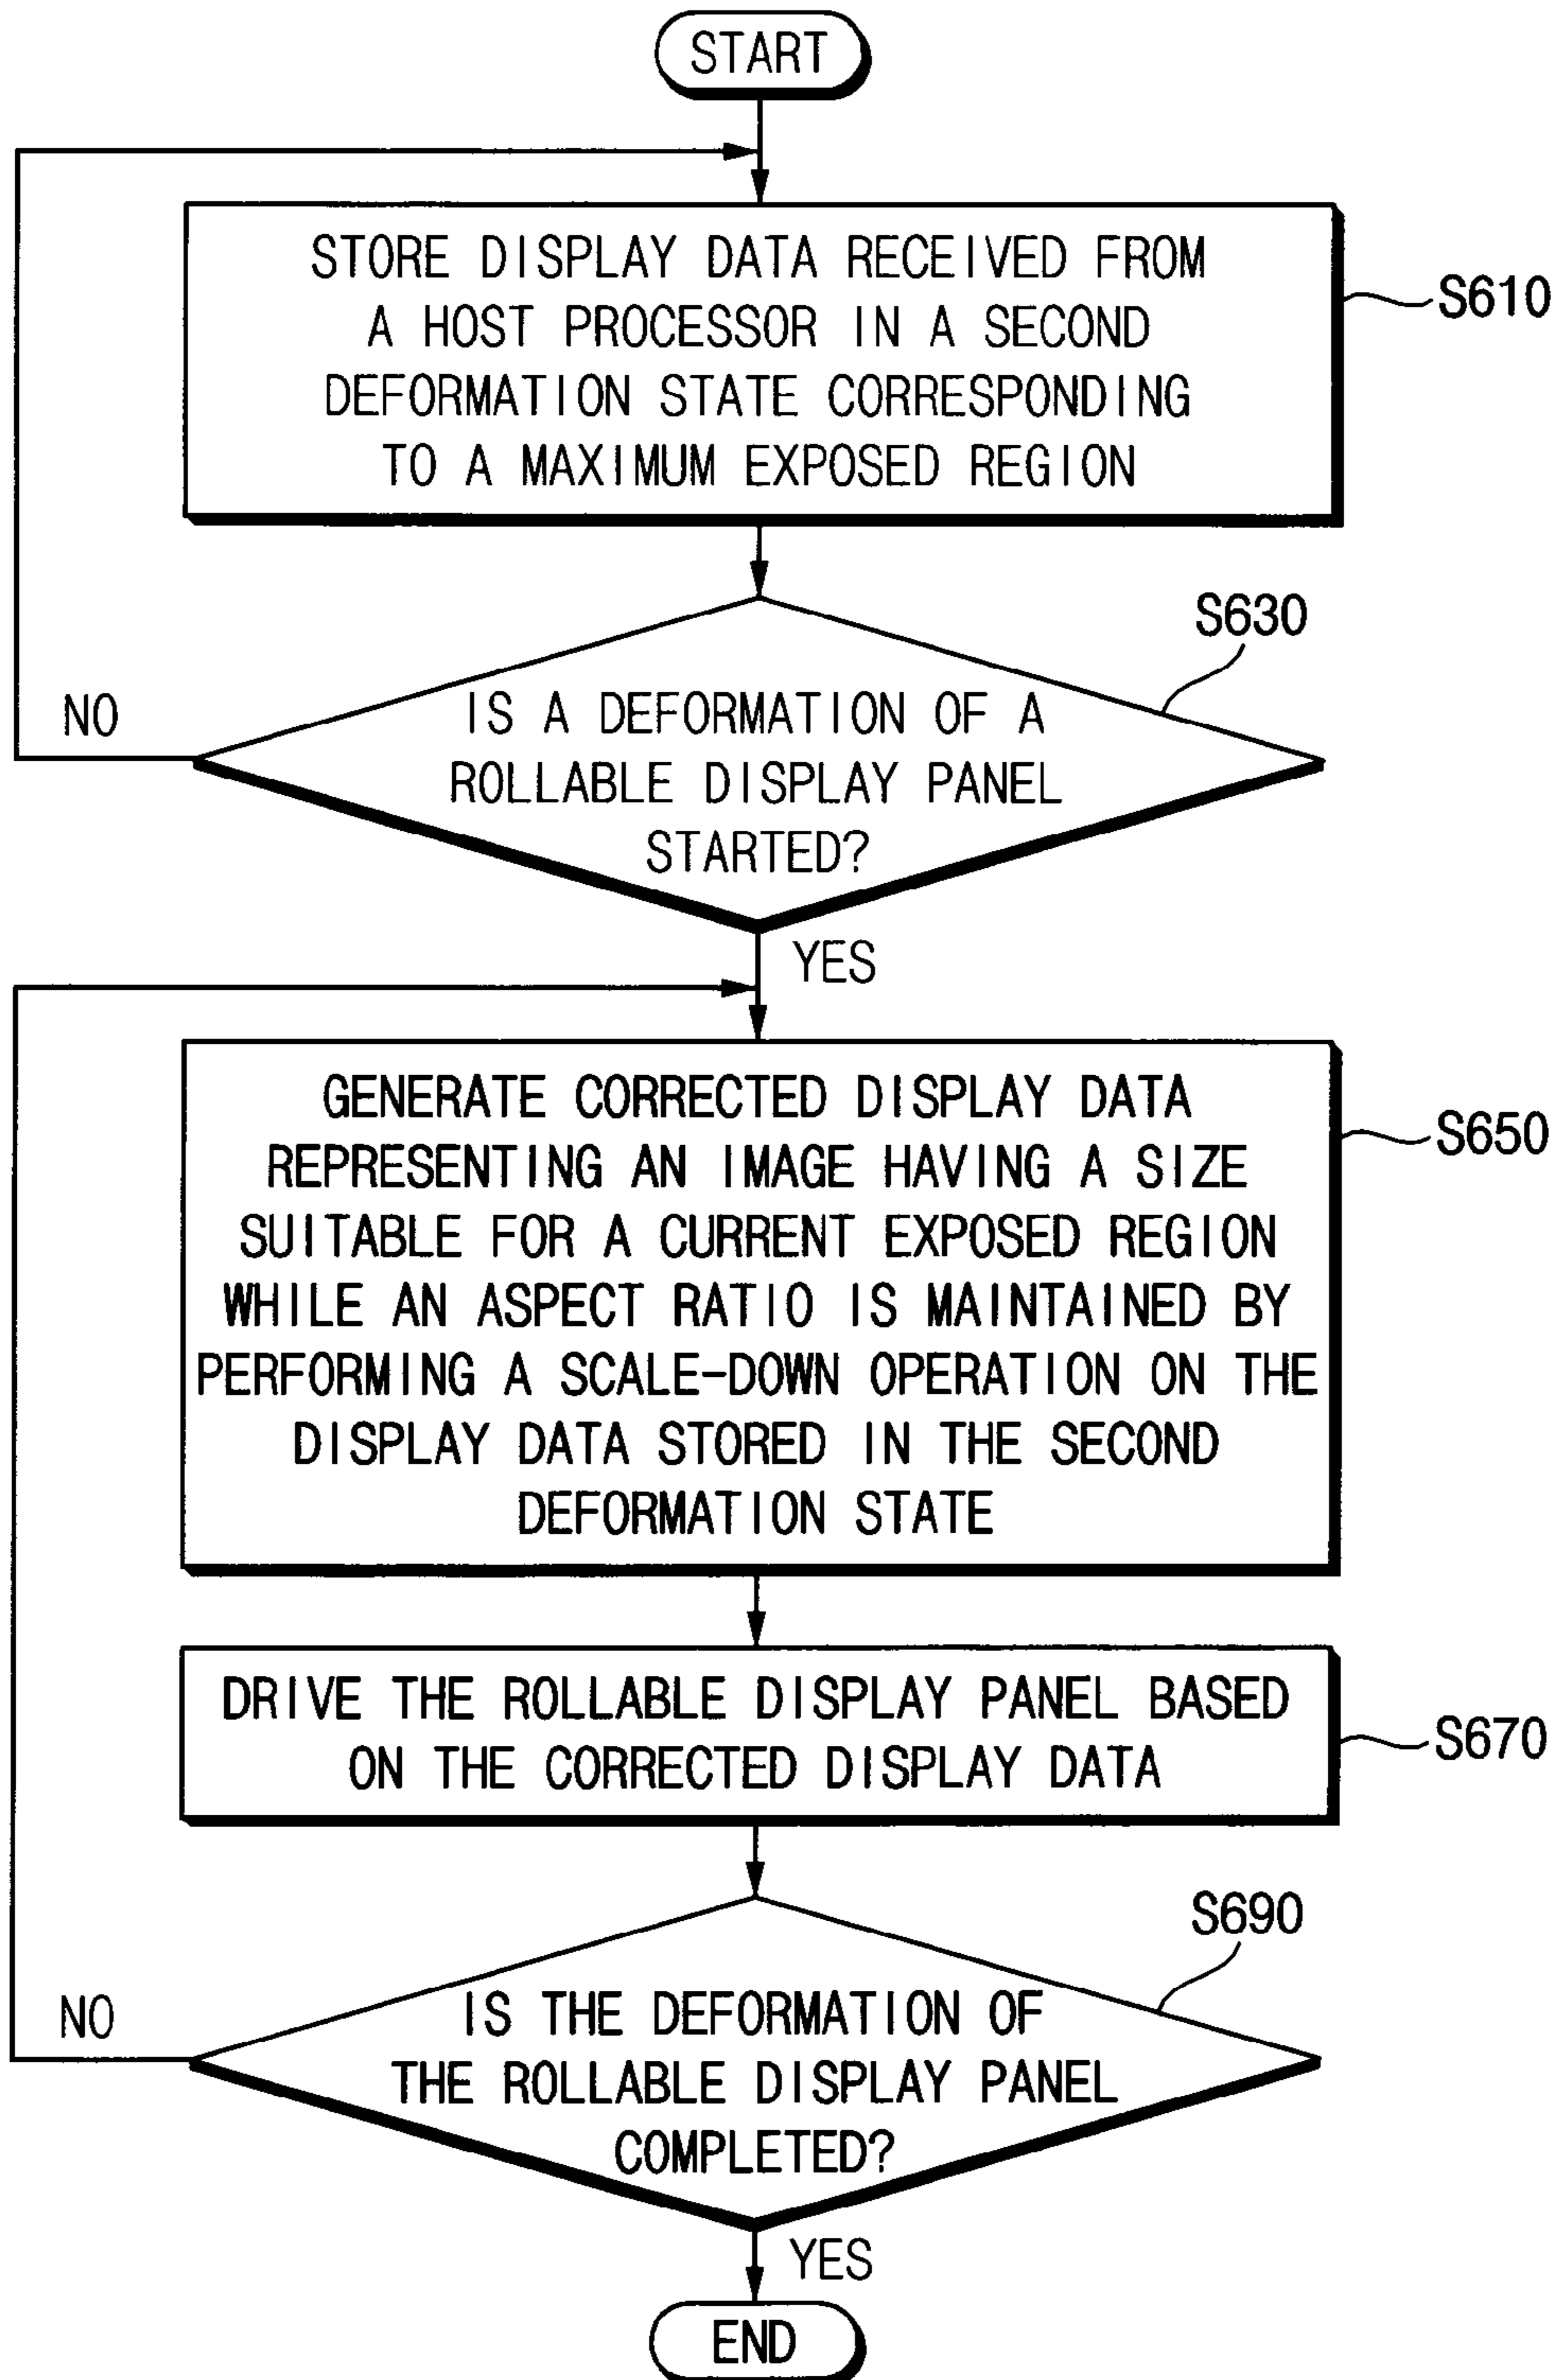 START
STORE DISPLAY DATA RECEIVED FROM
A HOST PROCESSOR IN A SECOND
DEFORMATION STATE CORRESPONDING
TO A MAXIMUM EXPOSED REGION
S610
S630
IS A DEFORMATION OF A
ROLLABLE DISPLAY PANEL
STARTED?
NO
YES
GENERATE CORRECTED DISPLAY DATA
REPRESENTING AN IMAGE HAVING A SIZE
SUITABLE FOR A CURRENT EXPOSED REGION
WHILE AN ASPECT RATIO IS MAINTAINED BY
PERFORMING A SCALE-DOWN OPERATION ON THE
DISPLAY DATA STORED IN THE SECOND
DEFORMATION STATE
S650
DRIVE THE ROLLABLE DISPLAY PANEL BASED
ON THE CORRECTED DISPLAY DATA
S670
S690
IS THE DEFORMATION OF
THE ROLLABLE DISPLAY PANEL
COMPLETED?
NO
YES
END